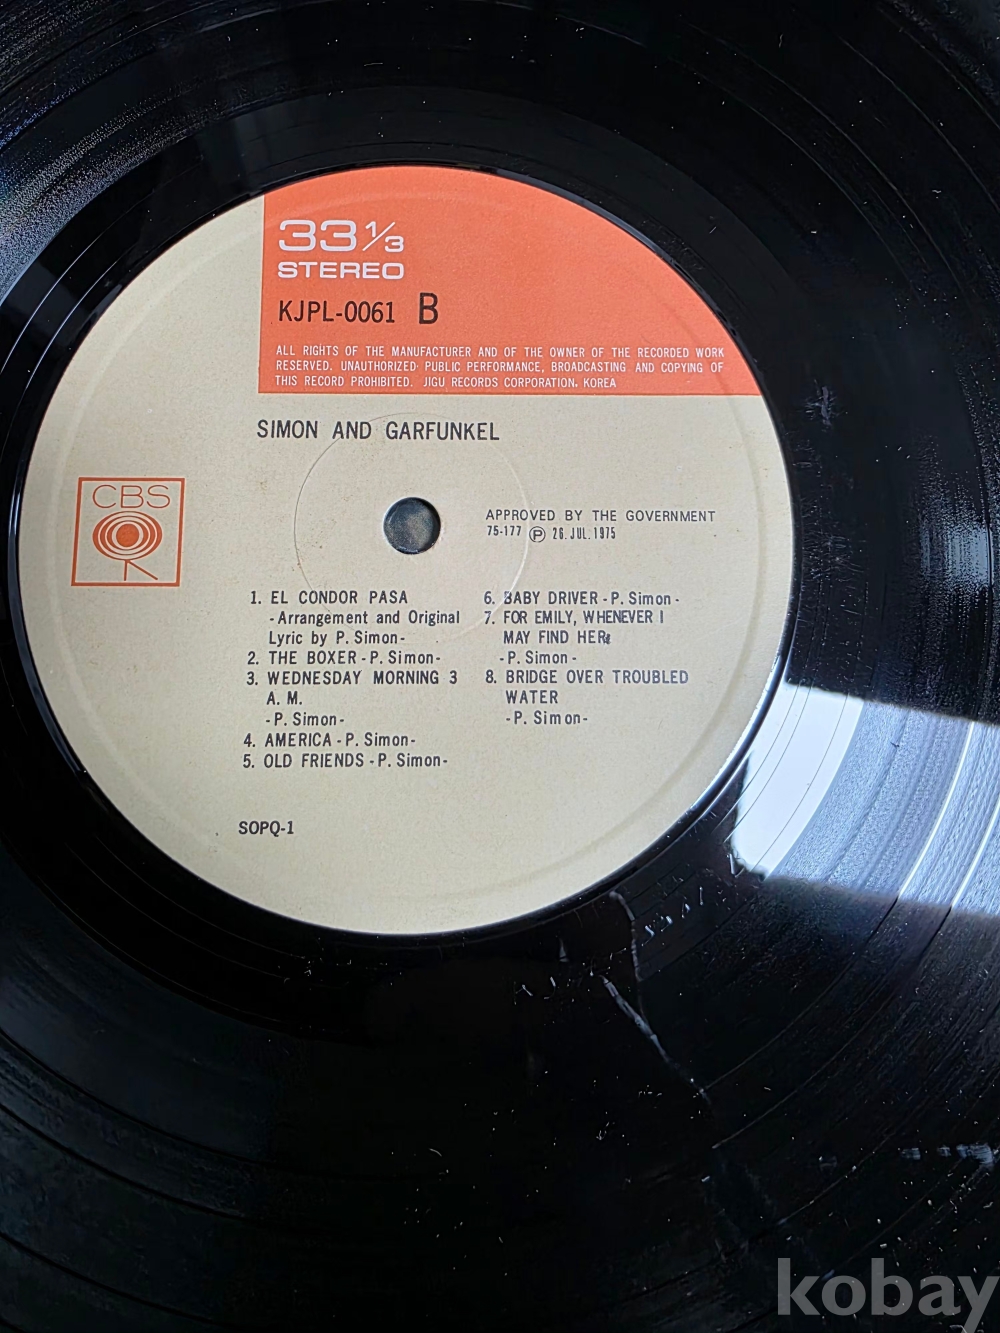 33 1/3
STEREO
KJPL-0061 B
ALL RIGHTS OF THE MANUFACTURER AND OF THE OWNER OF THE RECORDED WORK
RESERVED. UNAUTHORIZED PUBLIC PERFORMANCE, BROADCASTING AND COPYING OF
THIS RECORD PROHIBITED. JIGU RECORDS CORPORATION. KOREA
SIMON AND GARFUNKEL
CBS
APPROVED BY THE GOVERNMENT
75-177 Ⓟ 26. JUL. 1975
1. EL CONDOR PASA
-Arrangement and Original
Lyric by P. Simon-
2. THE BOXER - P. Simon-
3. WEDNESDAY MORNING 3
A. M.
- P. Simon-
4. AMERICA - P. Simon-
5. OLD FRIENDS - P. Simon-
6. BABY DRIVER - P. Simon -
7. FOR EMILY, WHENEVER I
MAY FIND HER
- P. Simon -
8. BRIDGE OVER TROUBLED
WATER
- P. Simon-
SOPQ-1
kobay